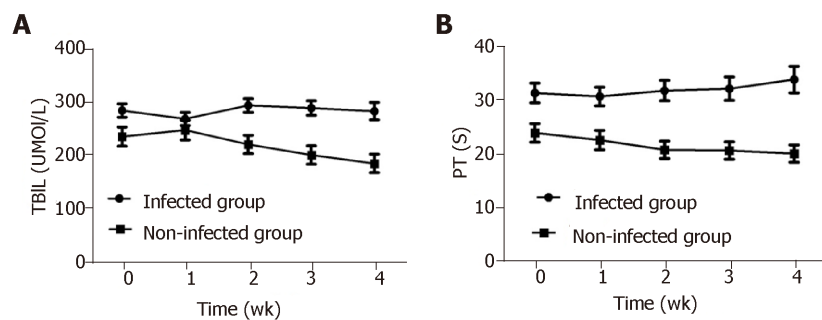 A
400
300
200
100
0
TBIL (UMOI/L)
Infected group
Non-infected group
0 1 2 3 4
Time (wk)
B
40
30
20
10
0
PT (S)
Infected group
Non-infected group
0 1 2 3 4
Time (wk)